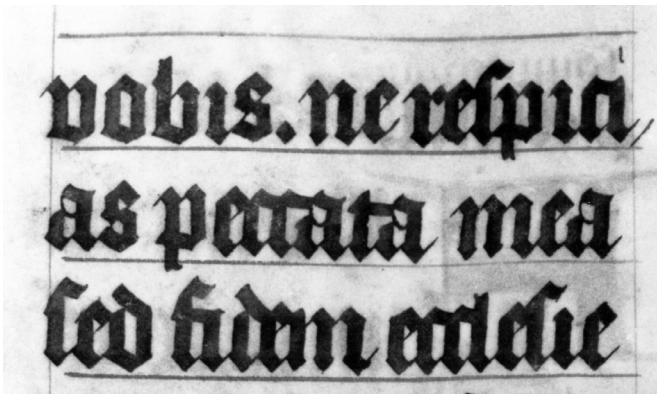 vobis. ne respici
as peccata mea
sed fidem ecclesie